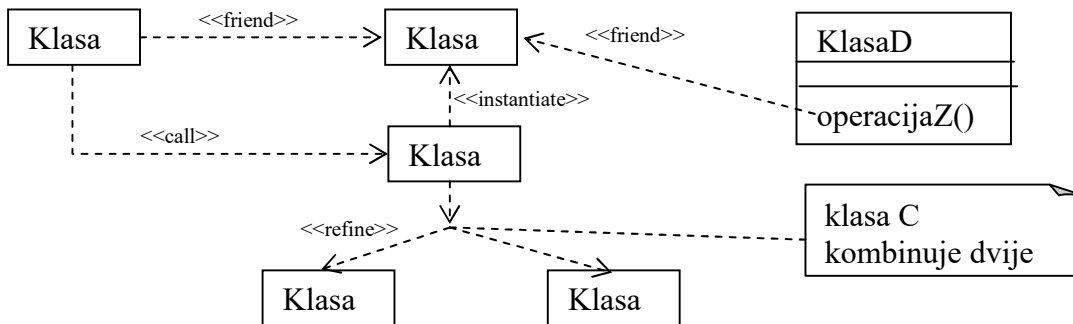 <<friend>>
Klasa
Klasa
<<friend>>
KlasaD
<<instantiate>>
operacijaZ()
<<call>>
Klasa
klasa C
kombinuje dvije
<<refine>>
Klasa
Klasa